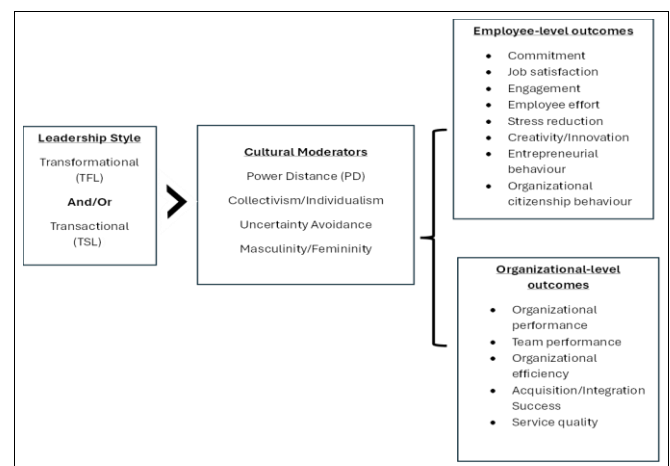 Leadership Style
Transformational
(TFL)
And/Or
Transactional
(TSL)
Cultural Moderators
Power Distance (PD)
Collectivism/Individualism
Uncertainty Avoidance
Masculinity/Femininity
Employee-level outcomes
• Commitment
• Job satisfaction
• Engagement
• Employee effort
• Stress reduction
• Creativity/Innovation
• Entrepreneurial
behaviour
• Organizational
citizenship behaviour
Organizational-level
outcomes
• Organizational
performance
• Team performance
• Organizational
efficiency
• Acquisition/Integration
Success
• Service quality